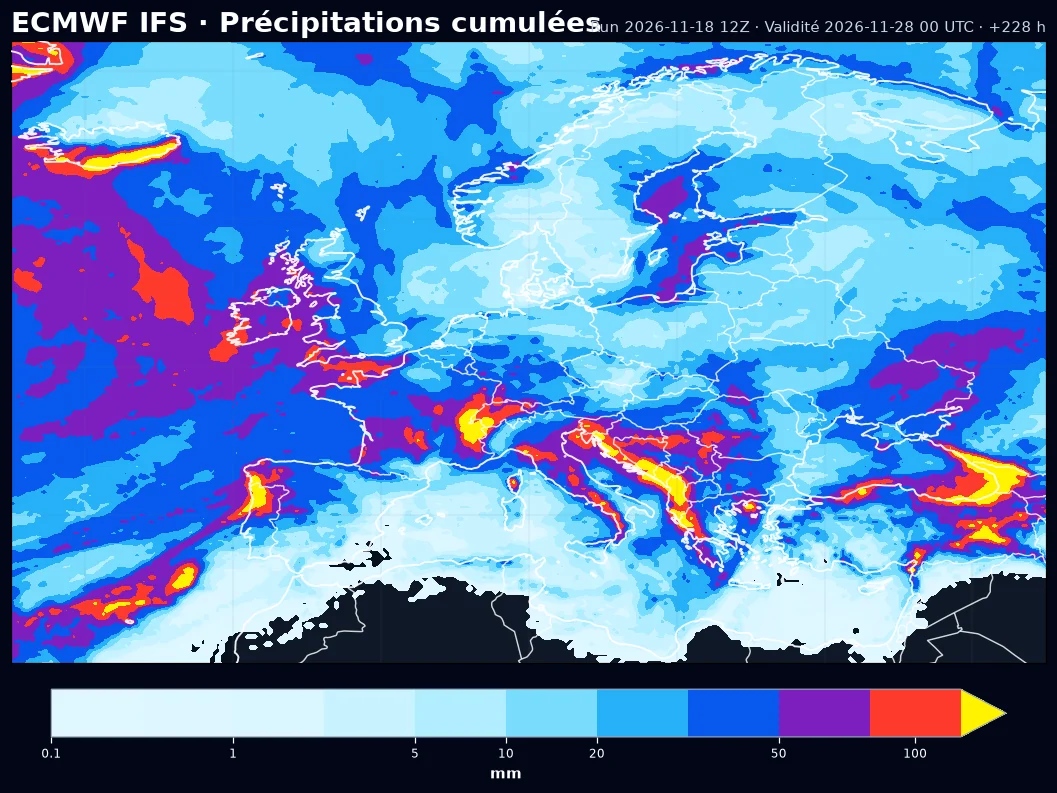 ECMWF IFS · Précipitations cumulées
Run 2026-11-18 12Z · Validité 2026-11-28 00 UTC · +228 h
0.1 1 5 10 20 50 100
mm